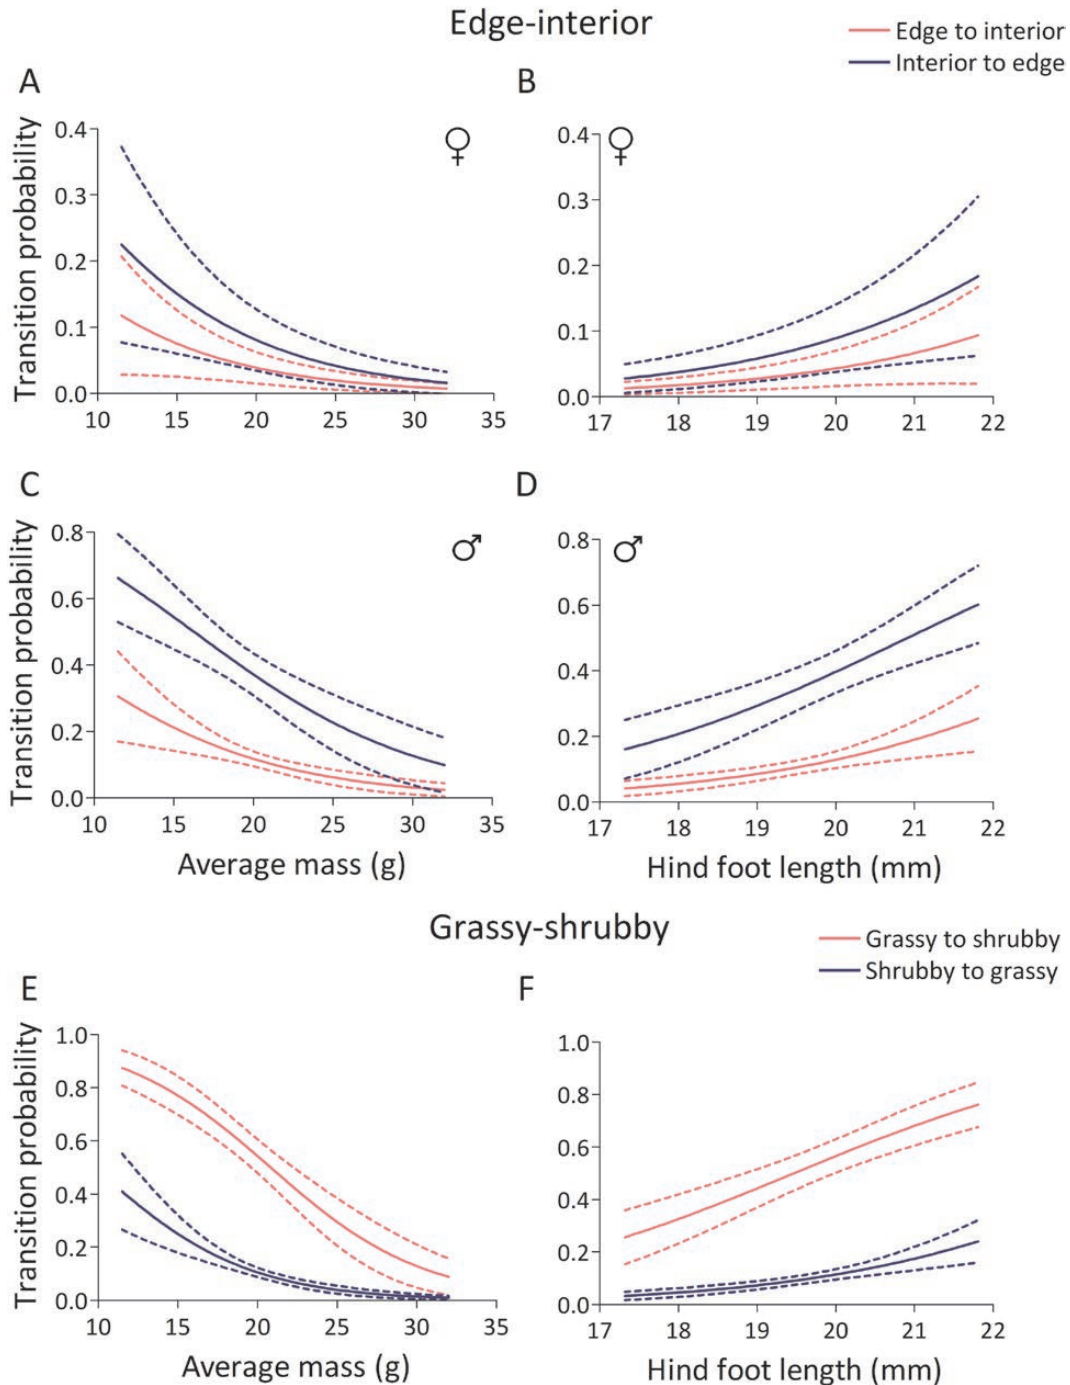 Edge-interior
Edge to interior
Interior to edge
A
B
Transition probability
0.4
0.3
0.2
0.1
0.0
10 15 20 25 30 35
♀
0.4
0.3
0.2
0.1
0.0
17 18 19 20 21 22
♀
C
D
Transition probability
0.8
0.6
0.4
0.2
0.0
10 15 20 25 30 35
♂
Average mass (g)
0.8
0.6
0.4
0.2
0.0
17 18 19 20 21 22
♂
Hind foot length (mm)
Grassy-shrubby
Grassy to shrubby
Shrubby to grassy
E
F
Transition probability
1.0
0.8
0.6
0.4
0.2
0.0
10 15 20 25 30 35
Average mass (g)
1.0
0.8
0.6
0.4
0.2
0.0
17 18 19 20 21 22
Hind foot length (mm)